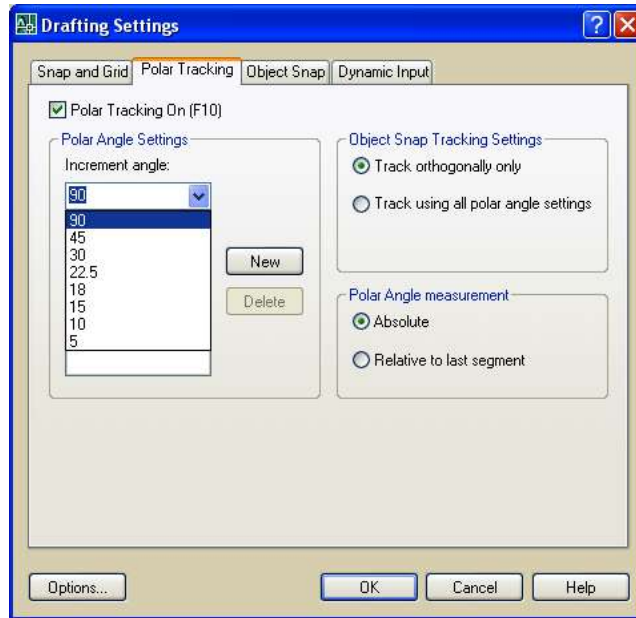 Drafting Settings
Snap and Grid
Polar Tracking
Object Snap
Dynamic Input
Polar Tracking On (F10)
Polar Angle Settings
Increment angle:
90
90
45
30
22.5
18
15
10
5
New
Delete
Object Snap Tracking Settings
Track orthogonally only
Track using all polar angle settings
Polar Angle measurement
Absolute
Relative to last segment
Options...
OK
Cancel
Help